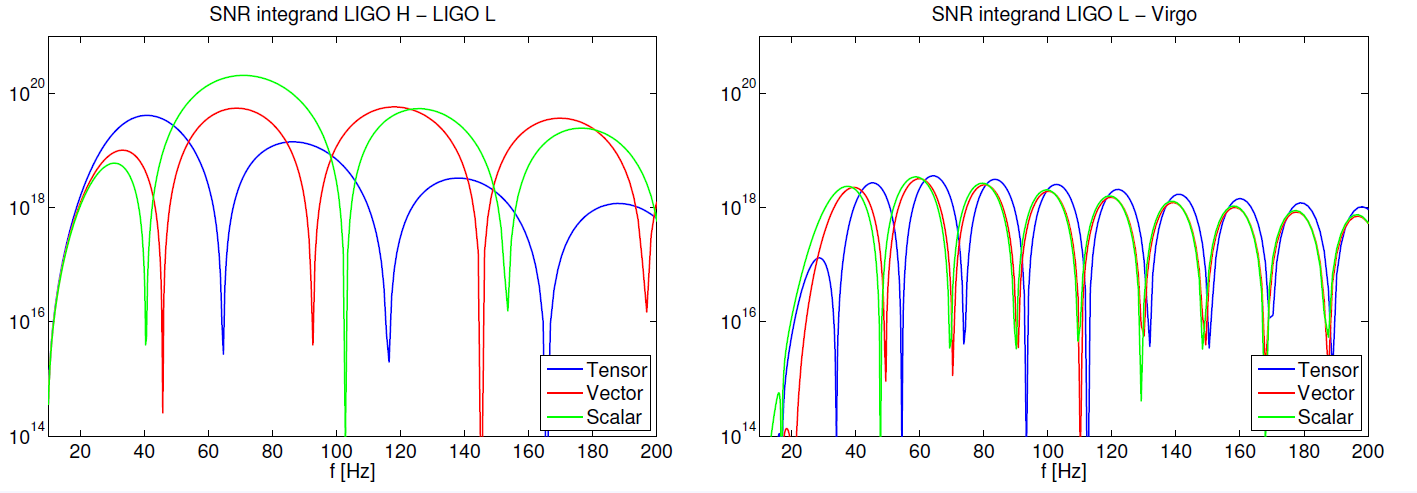 SNR integrand LIGO H − LIGO L
10^20
10^18
10^16
10^14
20 40 60 80 100 120 140 160 180 200
f [Hz]
Tensor
Vector
Scalar
SNR integrand LIGO L − Virgo
10^20
10^18
10^16
10^14
20 40 60 80 100 120 140 160 180 200
f [Hz]
Tensor
Vector
Scalar